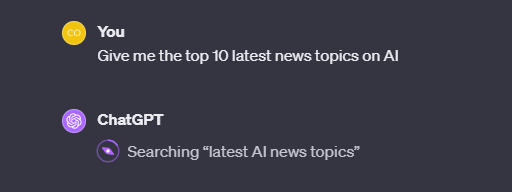 CO
You
Give me the top 10 latest news topics on AI
ChatGPT
Searching “latest AI news topics”